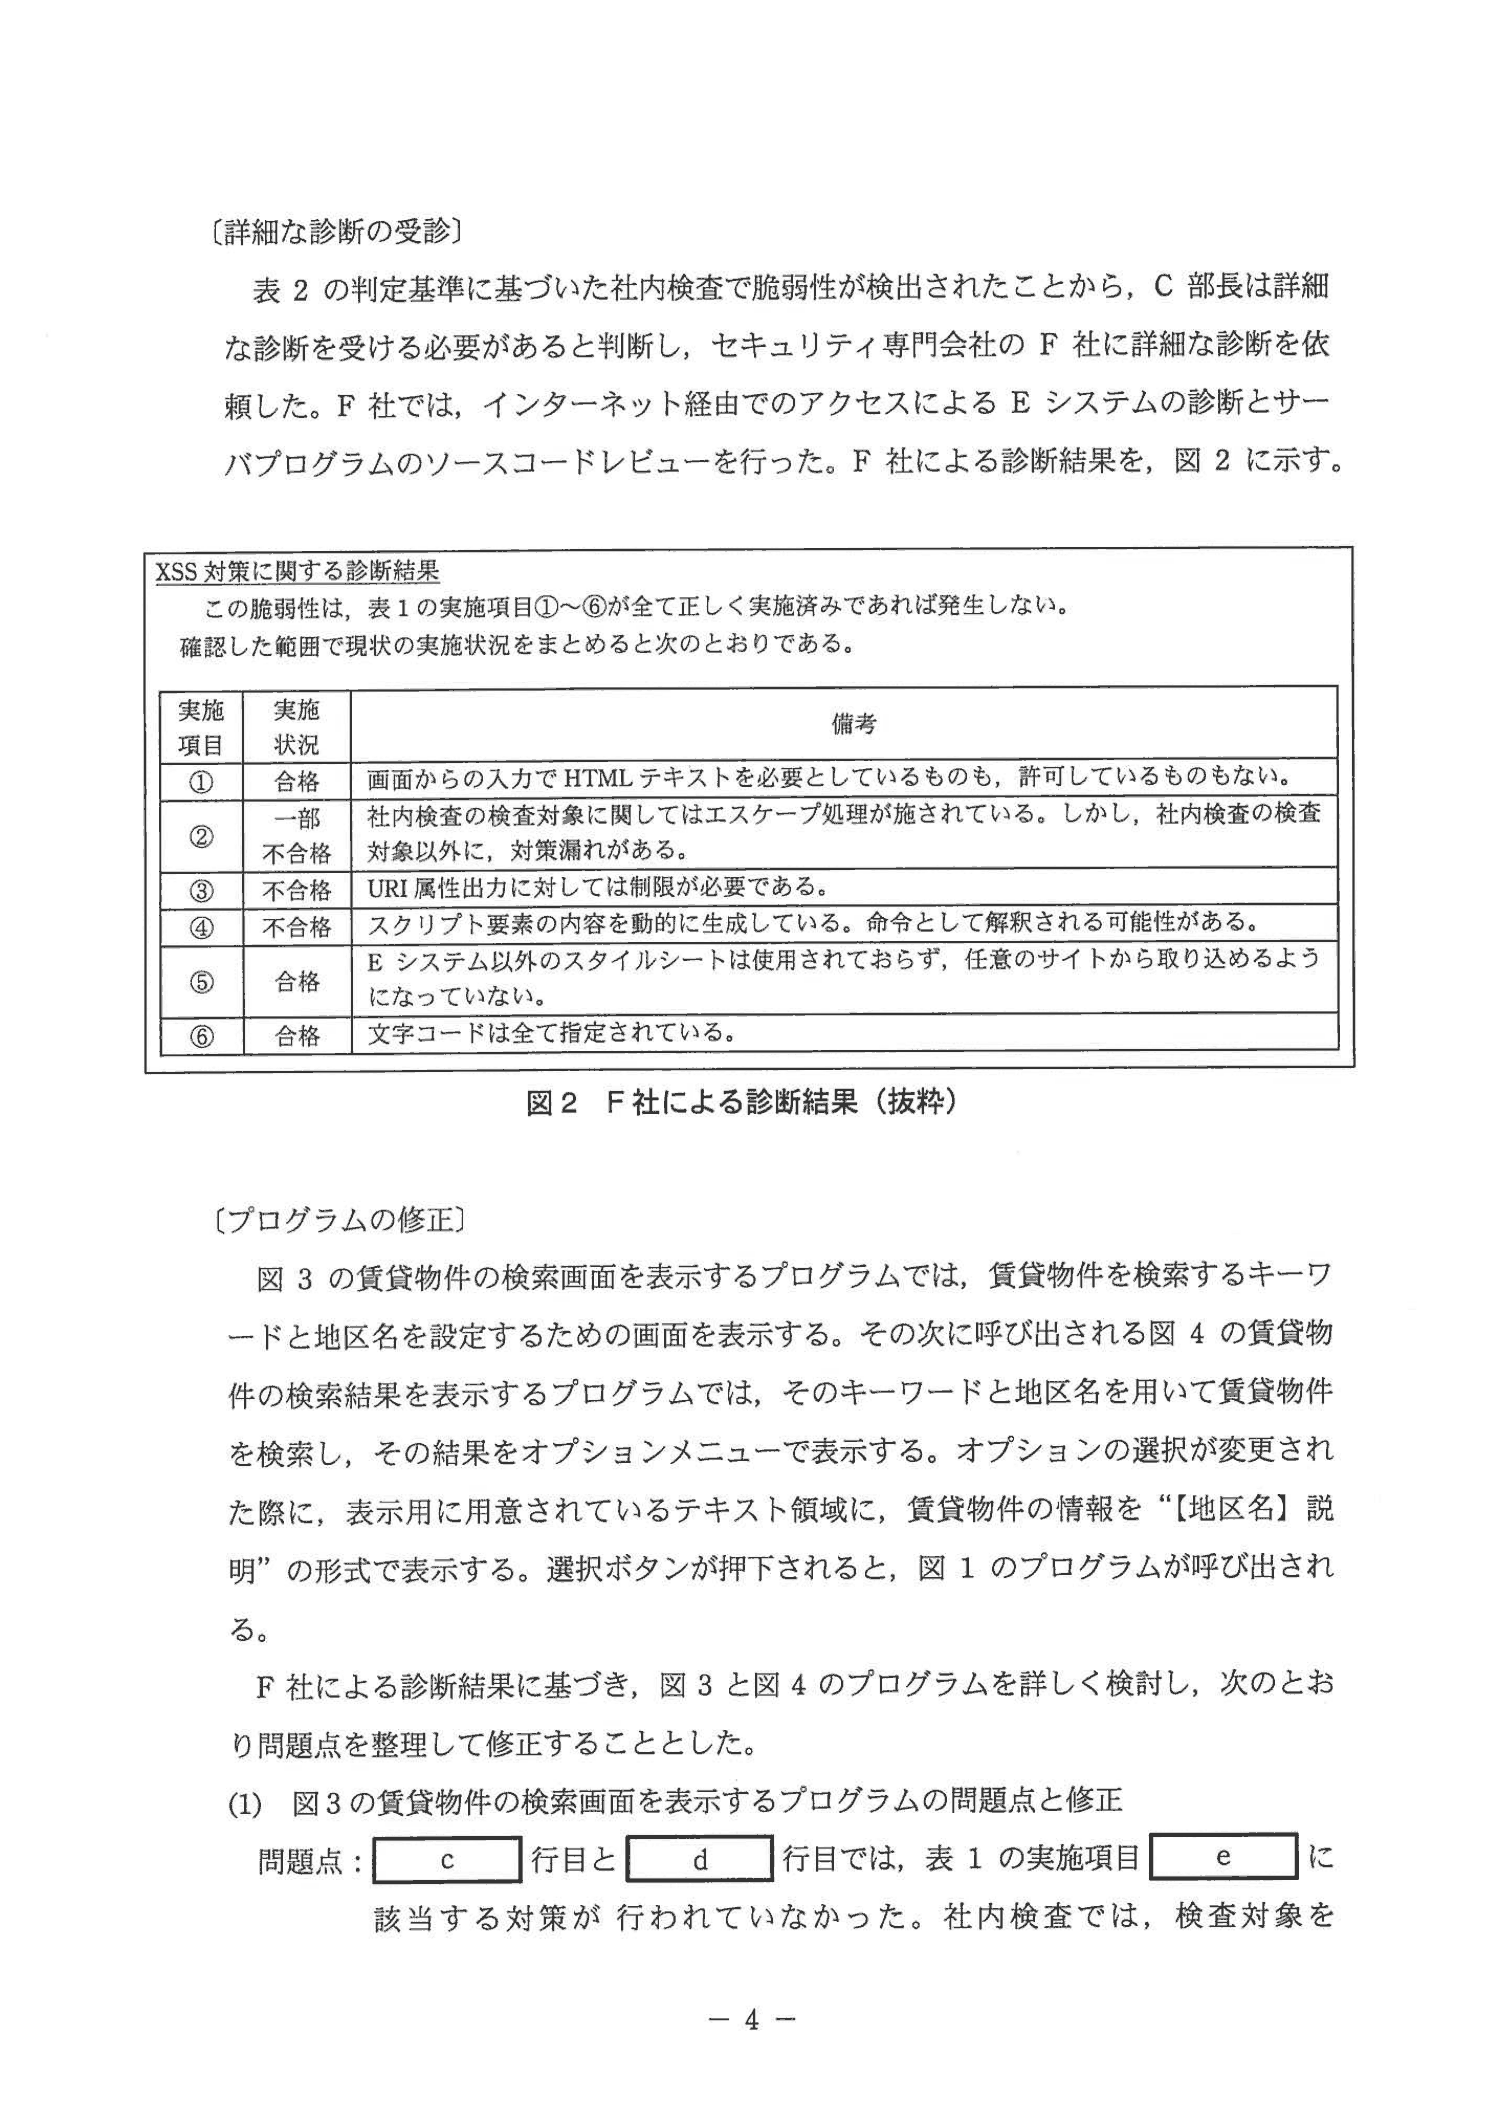 〔詳細な診断の受診〕
表 2 の判定基準に基づいた社内検査で脆弱性が検出されたことから，C 部長は詳細
な診断を受ける必要があると判断し，セキュリティ専門会社の F 社に詳細な診断を依
頼した。F 社では，インターネット経由でのアクセスによる E システムの診断とサー
バプログラムのソースコードレビューを行った。F 社による診断結果を，図 2 に示す。
XSS 対策に関する診断結果
この脆弱性は，表 1 の実施項目①～⑥が全て正しく実施済みであれば発生しない。
確認した範囲で現状の実施状況をまとめると次のとおりである。
実施項目 実施状況 備考
① 合格 画面からの入力で HTML テキストを必要としているものも，許可しているものもない。
② 一部不合格 社内検査の検査対象に関してはエスケープ処理が施されている。しかし，社内検査の検査
対象以外に，対策漏れがある。
③ 不合格 URI 属性出力に対しては制限が必要である。
④ 不合格 スクリプト要素の内容を動的に生成している。命令として解釈される可能性がある。
⑤ 合格 E システム以外のスタイルシートは使用されておらず，任意のサイトから取り込めるよう
になっていない。
⑥ 合格 文字コードは全て指定されている。
図 2 F 社による診断結果（抜粋）
〔プログラムの修正〕
図 3 の賃貸物件の検索画面を表示するプログラムでは，賃貸物件を検索するキーワ
ードと地区名を設定するための画面を表示する。その次に呼び出される図 4 の賃貸物
件の検索結果を表示するプログラムでは，そのキーワードと地区名を用いて賃貸物件
を検索し，その結果をオプションメニューで表示する。オプションの選択が変更され
た際に，表示用に用意されているテキスト領域に，賃貸物件の情報を“【地区名】説
明”の形式で表示する。選択ボタンが押下されると，図 1 のプログラムが呼び出され
る。
F 社による診断結果に基づき，図 3 と図 4 のプログラムを詳しく検討し，次のとお
り問題点を整理して修正することとした。
(1) 図 3 の賃貸物件の検索画面を表示するプログラムの問題点と修正
問題点： c 行目と d 行目では，表 1 の実施項目 e に
該当する対策が 行われていなかった。社内検査では，検査対象を
－ 4 －